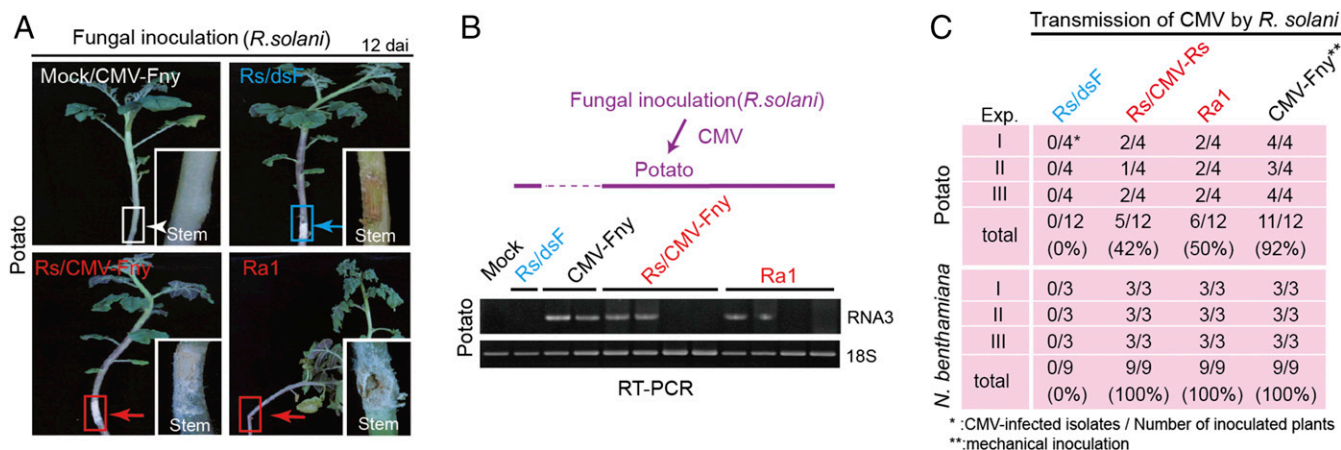 A
Fungal inoculation (R.solani) 12 dai
Potato
Mock/CMV-Fny
Stem
Rs/dsF
Stem
Rs/CMV-Fny
Stem
Ra1
Stem
B
Fungal inoculation(R.solani)
CMV
Potato
Mock
Rs/dsF
CMV-Fny
Rs/CMV-Fny
Ra1
Potato
RNA3
18S
RT-PCR
C
Transmission of CMV by R. solani
Exp. Rs/dsF Rs/CMV-Rs Ra1 CMV-Fny**
Potato
I 0/4* 2/4 2/4 4/4
II 0/4 1/4 2/4 3/4
III 0/4 2/4 2/4 4/4
total 0/12 5/12 6/12 11/12
(0%) (42%) (50%) (92%)
N. benthamiana
I 0/3 3/3 3/3 3/3
II 0/3 3/3 3/3 3/3
III 0/3 3/3 3/3 3/3
total 0/9 9/9 9/9 9/9
(0%) (100%) (100%) (100%)
* :CMV-infected isolates / Number of inoculated plants
**:mechanical inoculation